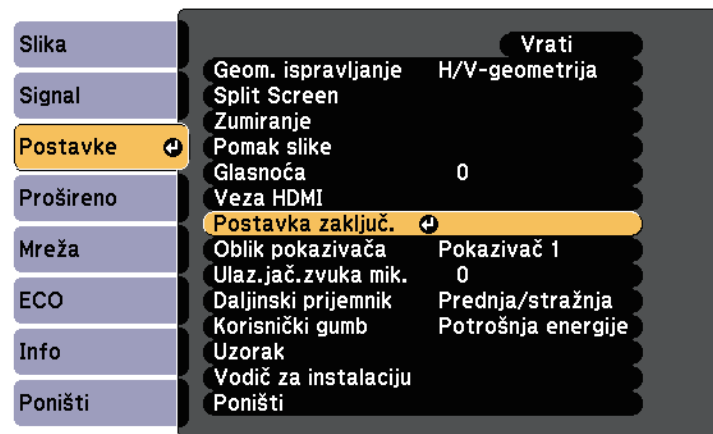 Slika
Signal
Postavke
Prošireno
Mreža
ECO
Info
Poništi
Vrati
Geom. ispravljanje H/V-geometrija
Split Screen
Zumiranje
Pomak slike
Glasnoća 0
Veza HDMI
Postavka zaključ.
Oblik pokazivača Pokazivač 1
Ulaz.jač.zvuka mik. 0
Daljinski prijemnik Prednja/stražnja
Korisnički gumb Potrošnja energije
Uzorak
Vodič za instalaciju
Poništi